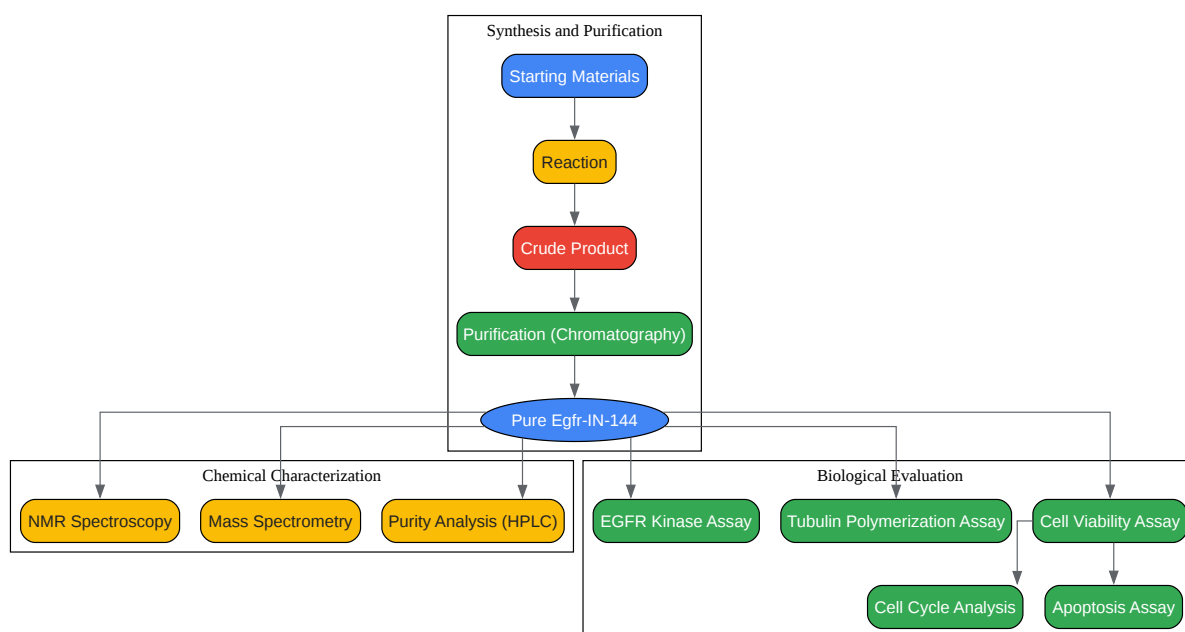 Synthesis and Purification
Starting Materials
Reaction
Crude Product
Purification (Chromatography)
Pure Egfr-IN-144
Chemical Characterization
NMR Spectroscopy
Mass Spectrometry
Purity Analysis (HPLC)
Biological Evaluation
EGFR Kinase Assay
Tubulin Polymerization Assay
Cell Viability Assay
Cell Cycle Analysis
Apoptosis Assay